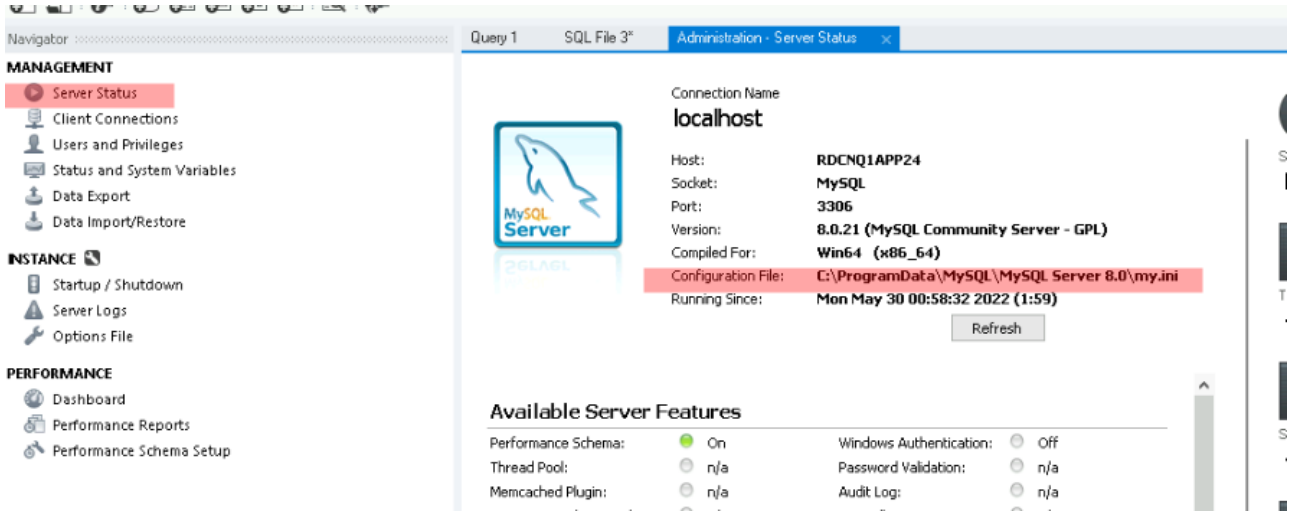 Navigator
MANAGEMENT
Server Status
Client Connections
Users and Privileges
Status and System Variables
Data Export
Data Import/Restore
INSTANCE
Startup / Shutdown
Server Logs
Options File
PERFORMANCE
Dashboard
Performance Reports
Performance Schema Setup
Query 1 SQL File 3* Administration - Server Status
MySQL
Server
Connection Name
localhost
Host: RDCNQ1APP24
Socket: MySQL
Port: 3306
Version: 8.0.21 (MySQL Community Server - GPL)
Compiled For: Win64 (x86_64)
Configuration File: C:\ProgramData\MySQL\MySQL Server 8.0\my.ini
Running Since: Mon May 30 00:58:32 2022 (1:59)
Refresh
Available Server Features
Performance Schema: On Windows Authentication: Off
Thread Pool: n/a Password Validation: n/a
Memcached Plugin: n/a Audit Log: n/a